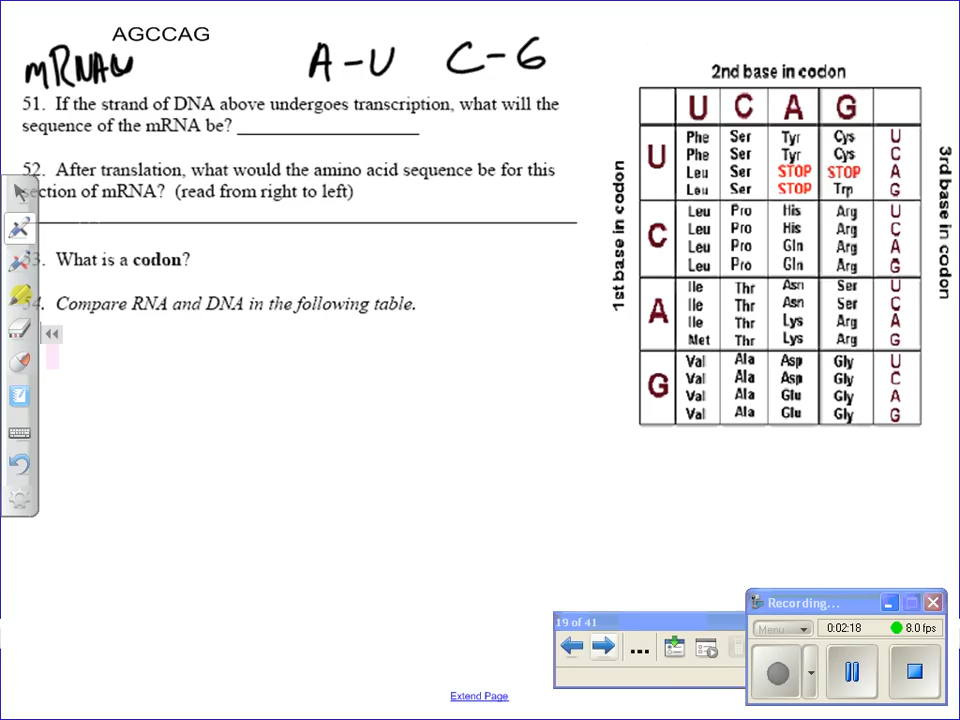 AGCCAG
mRNA U
A-U C-G
51. If the strand of DNA above undergoes transcription, what will the
sequence of the mRNA be? ____________________
52. After translation, what would the amino acid sequence be for this
section of mRNA? (read from right to left)
53. What is a codon?
54. Compare RNA and DNA in the following table.
2nd base in codon
1st base in codon
3rd base in codon
U C A G
U Phe Ser Tyr Cys U
Phe Ser Tyr Cys C
Leu Ser STOP STOP A
Leu Ser STOP Trp G
C Leu Pro His Arg U
Leu Pro His Arg C
Leu Pro Gln Arg A
Leu Pro Gln Arg G
A Ile Thr Asn Ser U
Ile Thr Asn Ser C
Ile Thr Lys Arg A
Met Thr Lys Arg G
G Val Ala Asp Gly U
Val Ala Asp Gly C
Val Ala Glu Gly A
Val Ala Glu Gly G
19 of 41
Recording...
Menu 0:02:18 8.0 fps
Extend Page